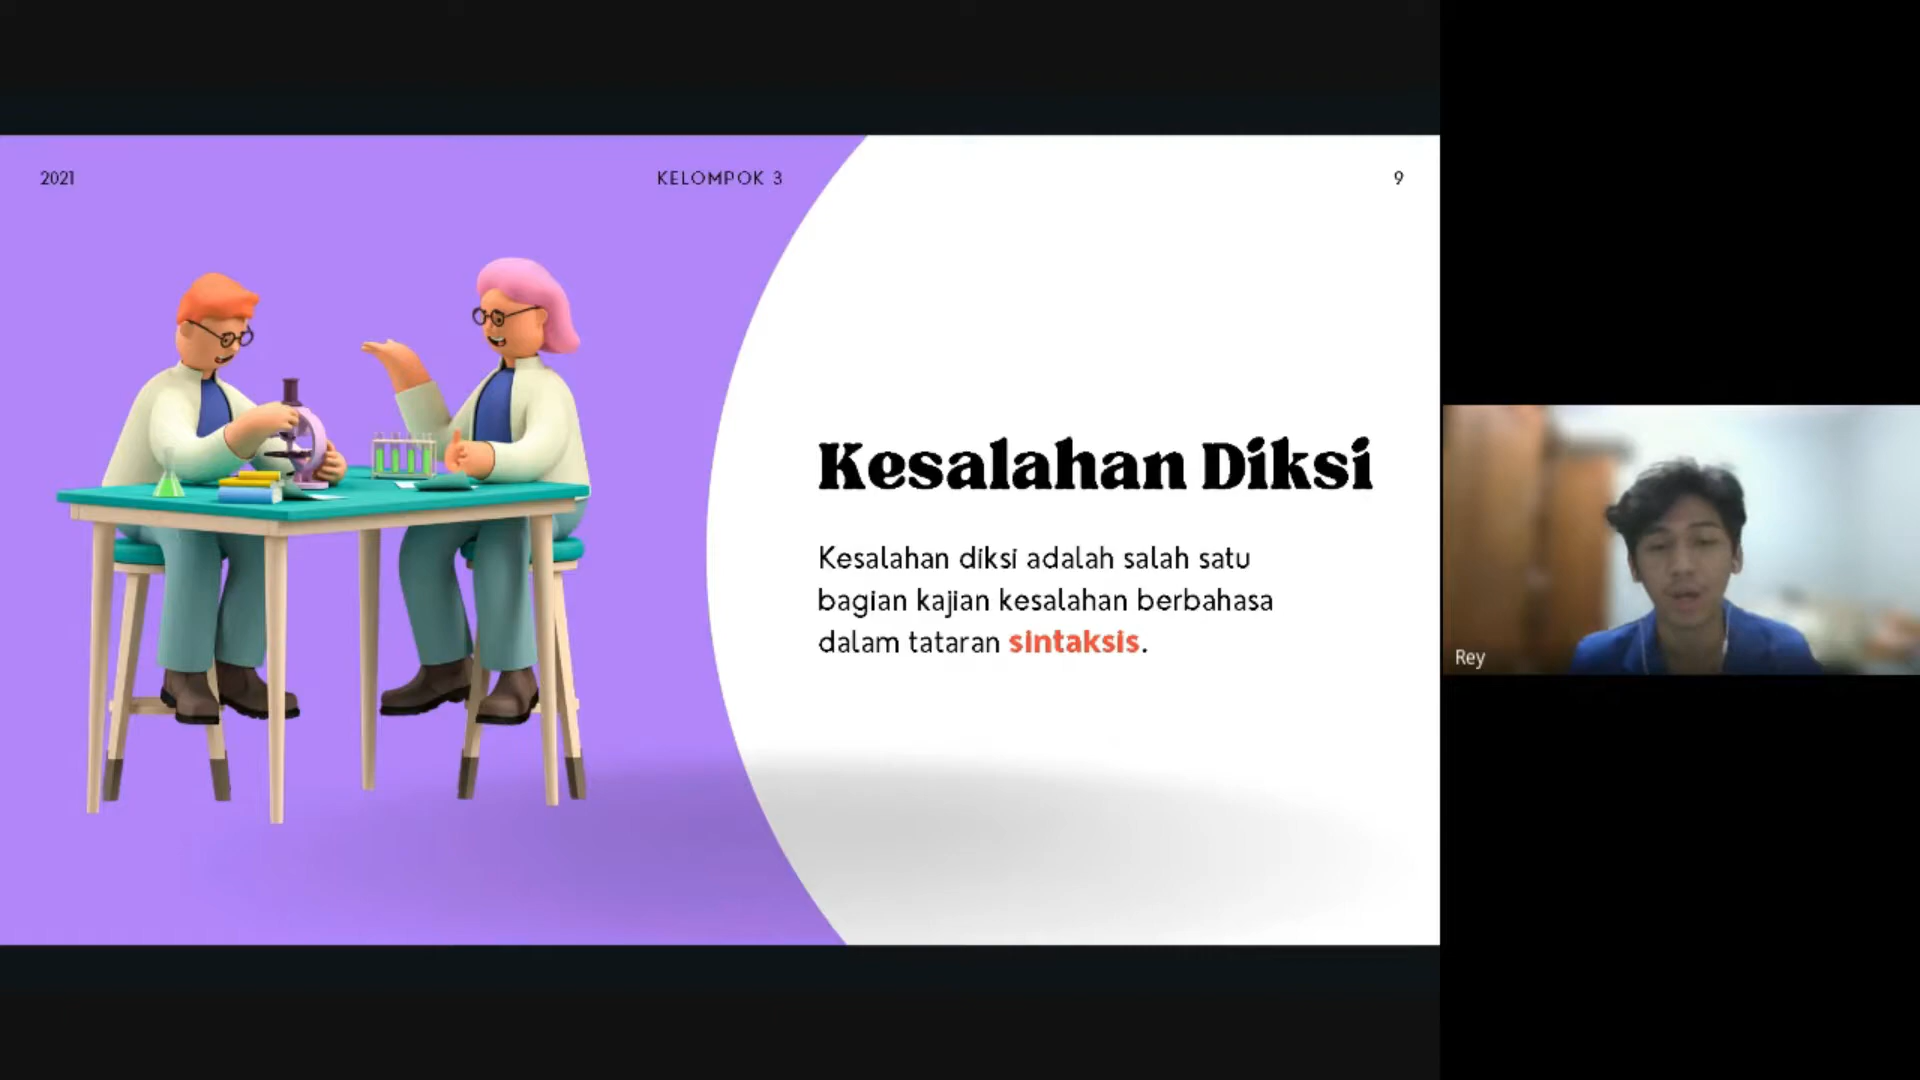 2021
KELOMPOK 3
9
Kesalahan Diksi
Kesalahan diksi adalah salah satu
bagian kajian kesalahan berbahasa
dalam tataran sintaksis.
Rey